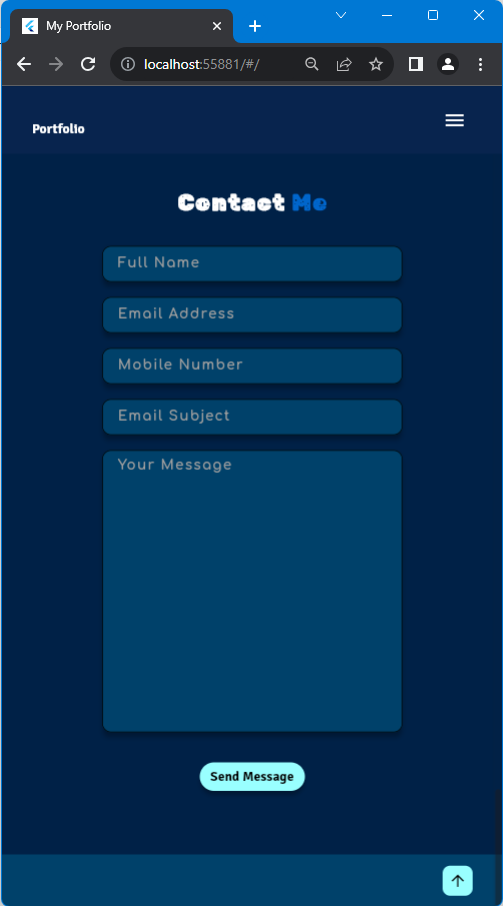 My Portfolio
localhost:55881/#/
Portfolio
Contact Me
Full Name
Email Address
Mobile Number
Email Subject
Your Message
Send Message